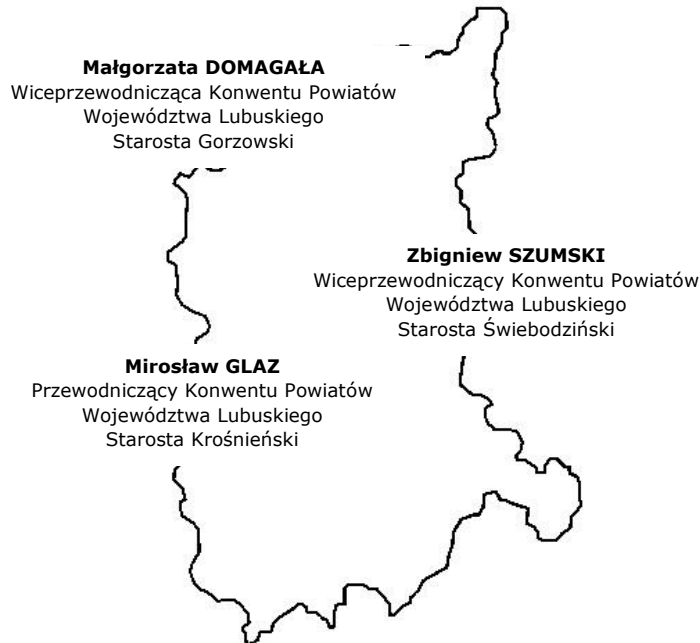 Małgorzata DOMAGAŁA
Wiceprzewodnicząca Konwentu Powiatów
Województwa Lubuskiego
Starosta Gorzowski
Zbigniew SZUMSKI
Wiceprzewodniczący Konwentu Powiatów
Województwa Lubuskiego
Starosta Świebodziński
Mirosław GLAZ
Przewodniczący Konwentu Powiatów
Województwa Lubuskiego
Starosta Krośnieński